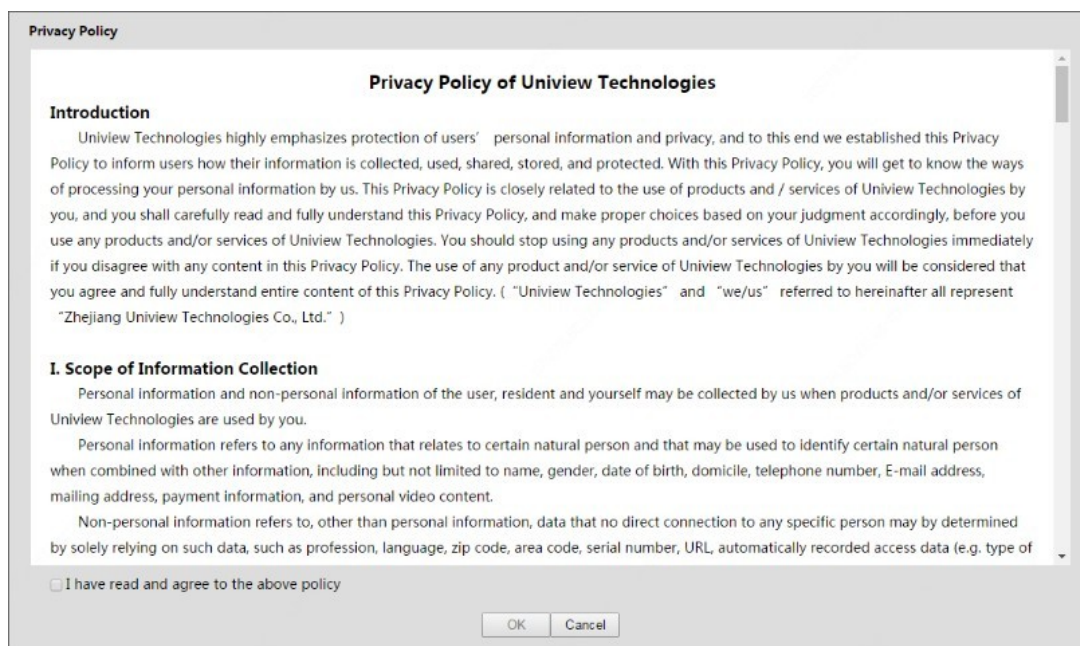 Privacy Policy
Privacy Policy of Uniview Technologies
Introduction
Uniview Technologies highly emphasizes protection of users’ personal information and privacy, and to this end we established this Privacy
Policy to inform users how their information is collected, used, shared, stored, and protected. With this Privacy Policy, you will get to know the ways
of processing your personal information by us. This Privacy Policy is closely related to the use of products and / services of Uniview Technologies by
you, and you shall carefully read and fully understand this Privacy Policy, and make proper choices based on your judgment accordingly, before you
use any products and/or services of Uniview Technologies. You should stop using any products and/or services of Uniview Technologies immediately
if you disagree with any content in this Privacy Policy. The use of any product and/or service of Uniview Technologies by you will be considered that
you agree and fully understand entire content of this Privacy Policy. ( “Uniview Technologies” and “we/us” referred to hereinafter all represent
“Zhejiang Uniview Technologies Co., Ltd.” )
I. Scope of Information Collection
Personal information and non-personal information of the user, resident and yourself may be collected by us when products and/or services of
Uniview Technologies are used by you.
Personal information refers to any information that relates to certain natural person and that may be used to identify certain natural person
when combined with other information, including but not limited to name, gender, date of birth, domicile, telephone number, E-mail address,
mailing address, payment information, and personal video content.
Non-personal information refers to, other than personal information, data that no direct connection to any specific person may by determined
by solely relying on such data, such as profession, language, zip code, area code, serial number, URL, automatically recorded access data (e.g. type of
I have read and agree to the above policy
OK Cancel